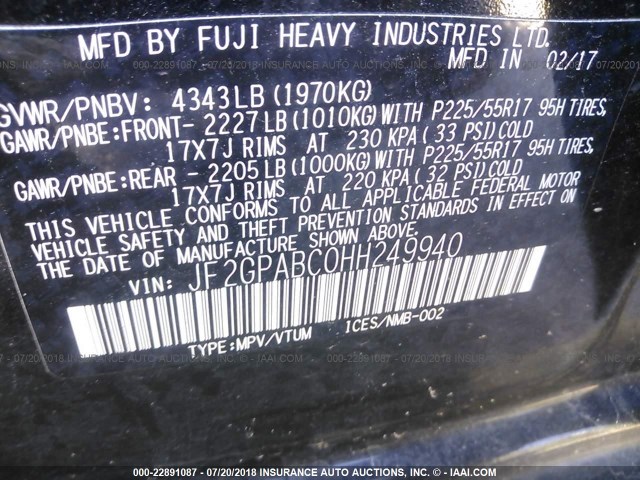 MFD BY FUJI HEAVY INDUSTRIES LTD.
MFD IN 02/17
GVWR/PNBV: 4343LB(1970KG)
GAWR/PNBE:FRONT- 2227LB(1010KG)WITH P225/55R17 95H TIRES,
17X7J RIMS AT 230 KPA( 33 PSI)COLD
GAWR/PNBE:REAR - 2205LB(1000KG)WITH P225/55R17 95H TIRES,
17X7J RIMS AT 220 KPA( 32 PSI)COLD
THIS VEHICLE CONFORMS TO ALL APPLICABLE FEDERAL MOTOR
VEHICLE SAFETY AND THEFT PREVENTION STANDARDS IN EFFECT ON
THE DATE OF MANUFACTURE SHOWN ABOVE.
VIN: JF2GPABC0HH249940
TYPE:MPV/VTUM 1CES/NMB-002
000-22891087 - 07/20/2018 INSURANCE AUTO AUCTIONS, INC. - © IAAI.COM